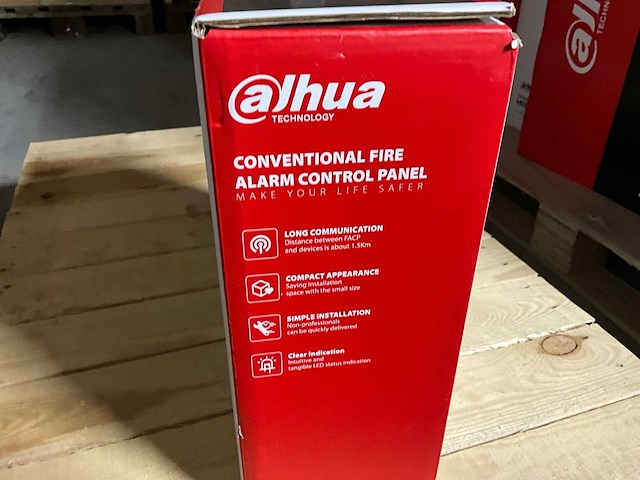 alhua
TECHNOLOGY
CONVENTIONAL FIRE
ALARM CONTROL PANEL
MAKE YOUR LIFE SAFER
LONG COMMUNICATION
Distance between FACP
and devices is about 1.5Km
COMPACT APPEARANCE
Saving Installation
space with the small size
SIMPLE INSTALLATION
Non-professionals
can be quickly delivered
Clear Indication
Intuitive and
tangible LED status indication